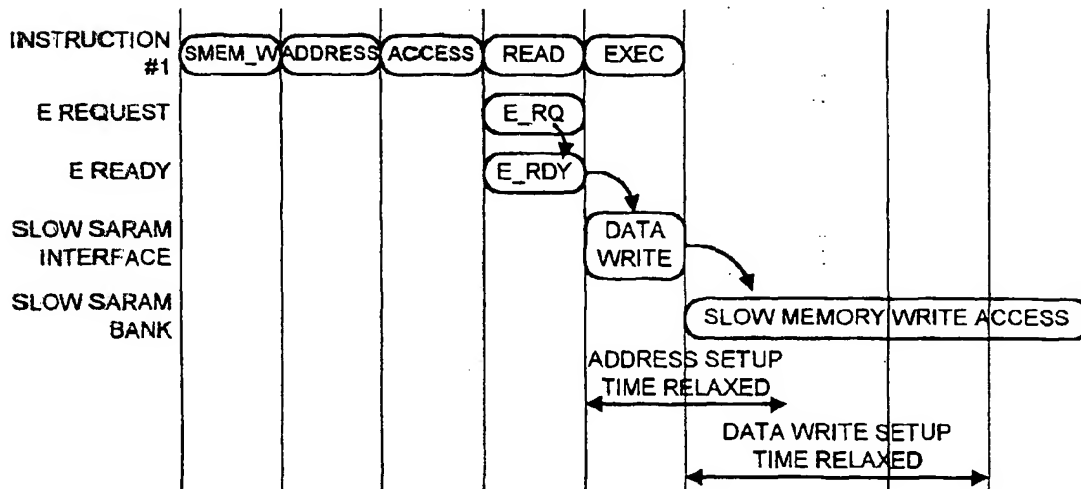 INSTRUCTION
#1
SMEM_W ADDRESS ACCESS READ EXEC
E REQUEST
E_RQ
E READY
E_RDY
SLOW SARAM
INTERFACE
DATA
WRITE
SLOW SARAM
BANK
SLOW MEMORY WRITE ACCESS
ADDRESS SETUP
TIME RELAXED
DATA WRITE SETUP
TIME RELAXED